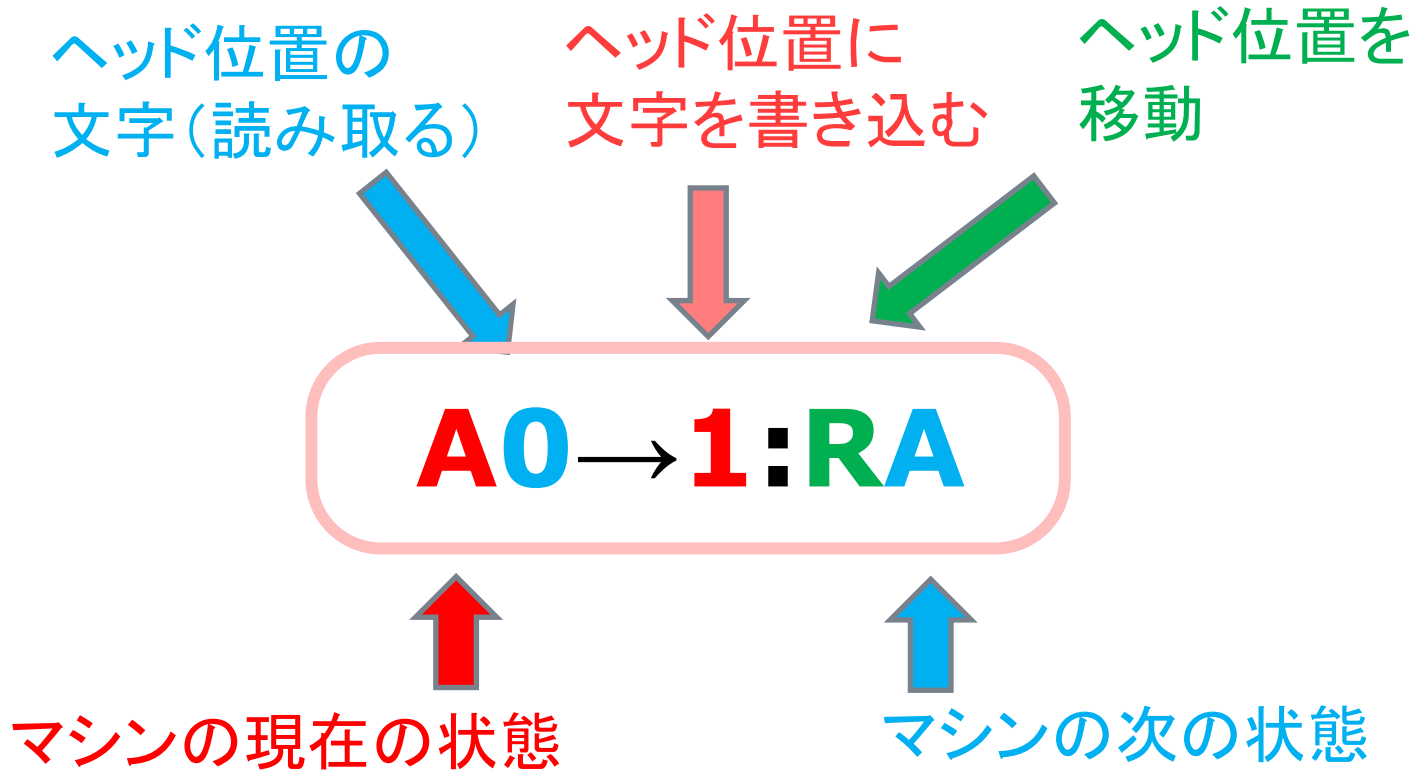 ヘッド位置の
文字(読み取る)
ヘッド位置に
文字を書き込む
ヘッド位置を
移動
A0→1:RA
マシンの現在の状態
マシンの次の状態